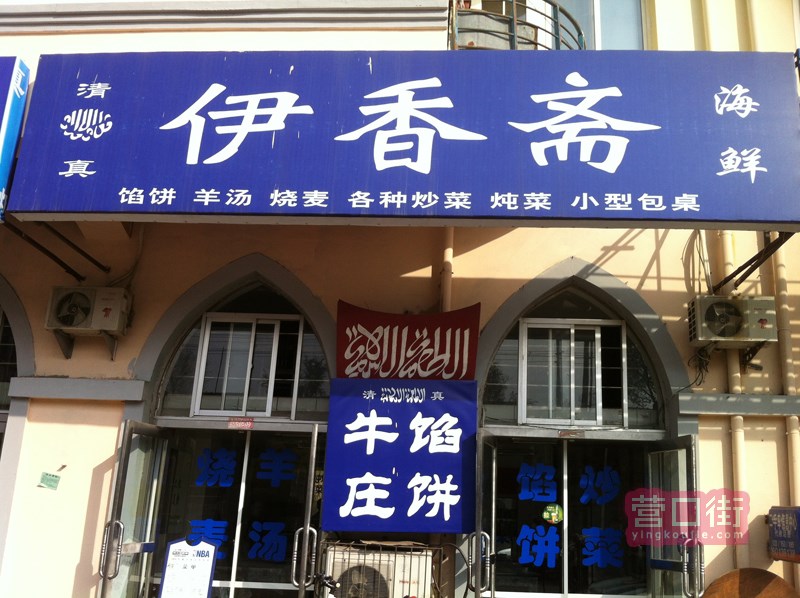 清真
伊香斋
海鲜
馅饼 羊汤 烧麦 各种炒菜 炖菜 小型包桌
清 真
牛馅
庄饼
烧麦
羊汤
馅饼
炒菜
NBA
营口街
yingkoujie.com